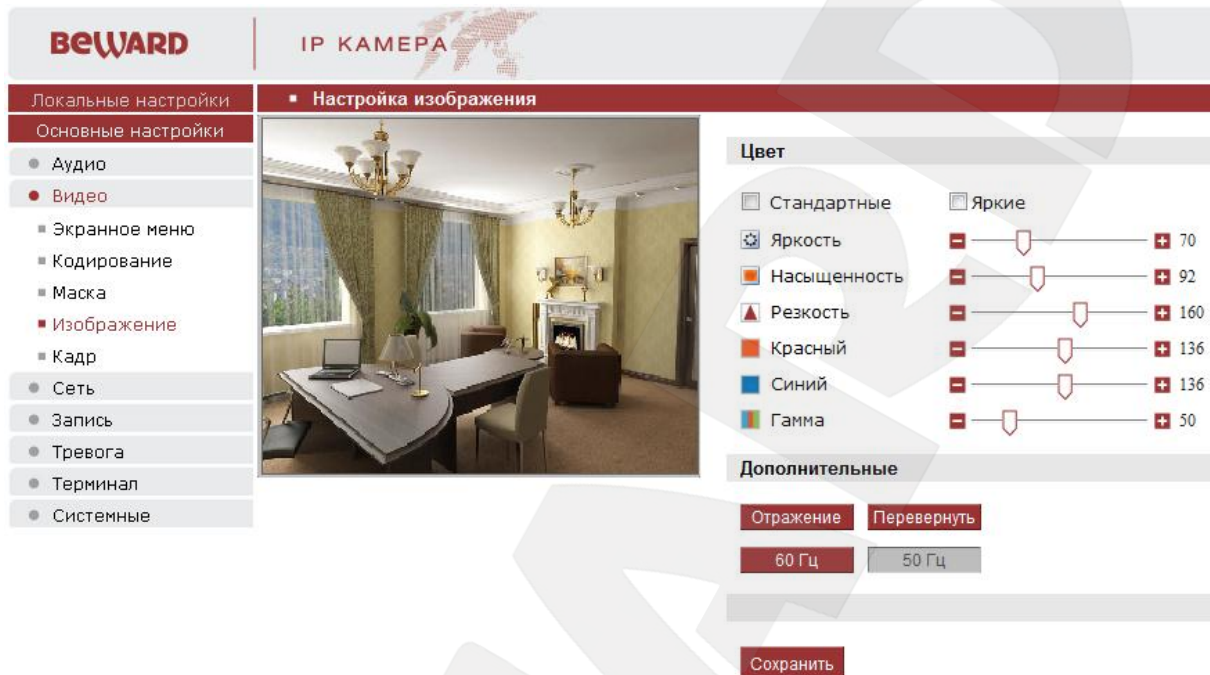 BEWARD
IP КАМЕРА
Локальные настройки
Настройка изображения
Основные настройки
Аудио
Видео
Экранное меню
Кодирование
Маска
Изображение
Кадр
Сеть
Запись
Тревога
Терминал
Системные
Цвет
Стандартные Яркие
Яркость 70
Насыщенность 92
Резкость 160
Красный 136
Синий 136
Гамма 50
Дополнительные
Отражение Перевернуть
60 Гц 50 Гц
Сохранить